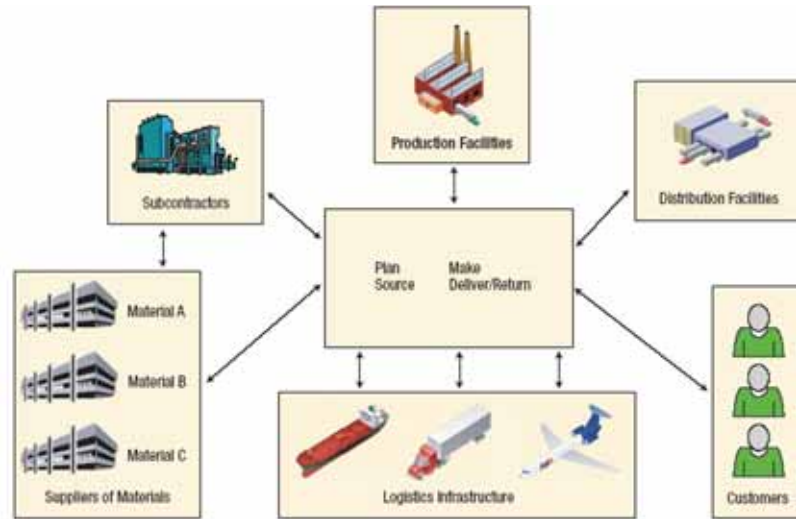 Production Facilities
Subcontractors
Distribution Facilities
Plan Make
Source Deliver/Return
Material A
Material B
Material C
Suppliers of Materials
Logistics Infrastructure
Customers